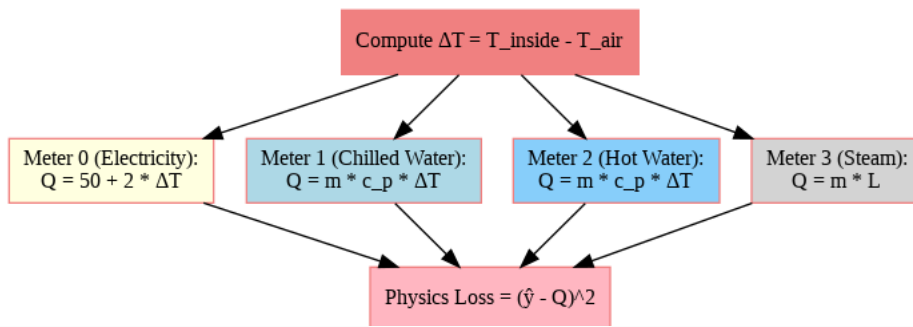 Compute ΔT = T_inside - T_air
Meter 0 (Electricity):
Q = 50 + 2 * ΔT
Meter 1 (Chilled Water):
Q = m * c_p * ΔT
Meter 2 (Hot Water):
Q = m * c_p * ΔT
Meter 3 (Steam):
Q = m * L
Physics Loss = (ŷ - Q)^2